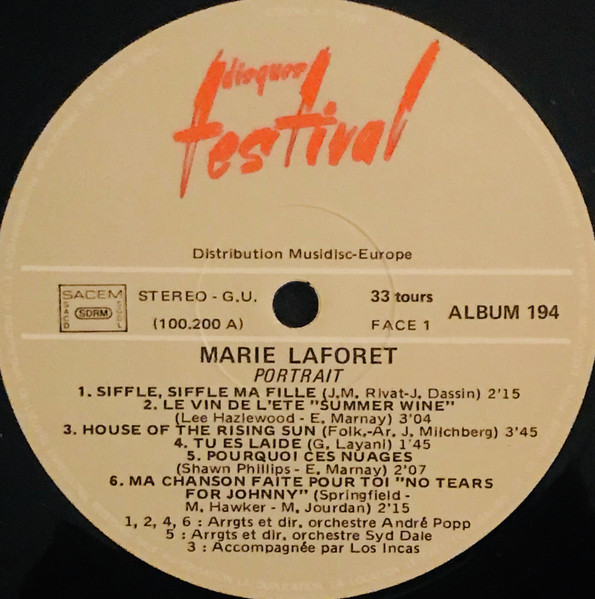 disques
festival
Distribution Musidisc-Europe
SACEM
SACD
SDRM
SGDL
STEREO - G.U.
(100.200 A)
33 tours
FACE 1
ALBUM 194
MARIE LAFORET
PORTRAIT
1. SIFFLE, SIFFLE MA FILLE (J.M. Rivat-J. Dassin) 2'15
2. LE VIN DE L'ETE "SUMMER WINE"
(Lee Hazlewood - E. Marnay) 3'04
3. HOUSE OF THE RISING SUN (Folk,-Ar. J, Milchberg) 3'45
4. TU ES LAIDE (G. Layani) 1'45
5. POURQUOI CES NUAGES
(Shawn Phillips - E. Marnay) 2'07
6. MA CHANSON FAITE POUR TOI "NO TEARS
FOR JOHNNY" (Springfield -
M. Hawker - M. Jourdan) 2'15
1, 2, 4, 6 : Arrgts et dir. orchestre André Popp
5 : Arrgts et dir. orchestre Syd Dale
3 : Accompagnée par Los Incas